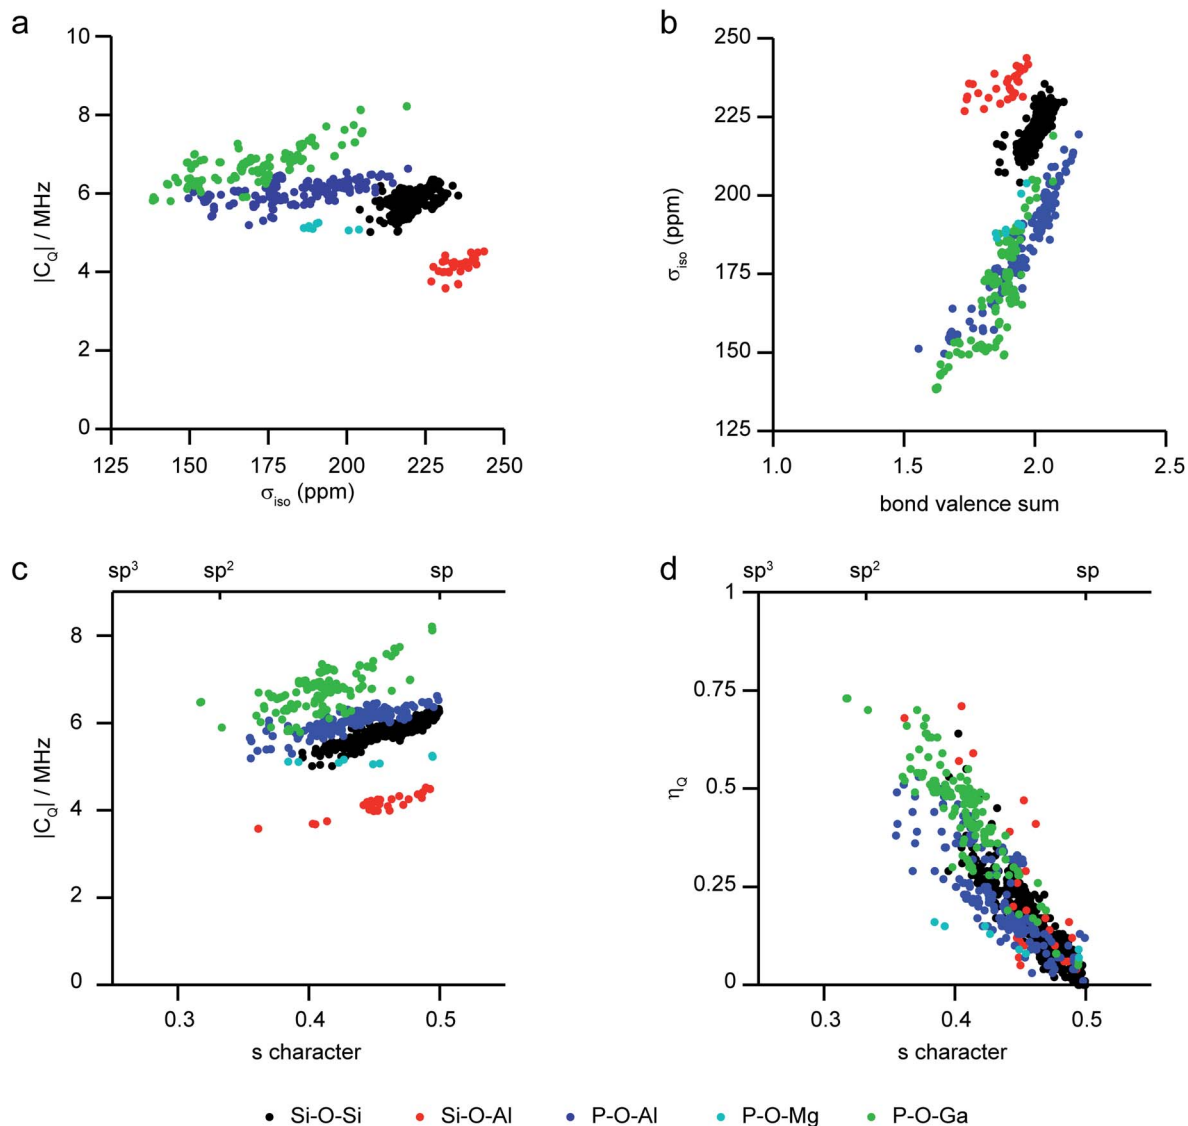 a
10
8
6
4
2
0
|C_Q| / MHz
125 150 175 200 225 250
σ_iso (ppm)
b
250
225
200
175
150
125
σ_iso (ppm)
1.0 1.5 2.0 2.5
bond valence sum
c
sp³ sp² sp
8
6
4
2
0
|C_Q| / MHz
0.3 0.4 0.5
s character
d
sp³ sp² sp
1
0.75
0.5
0.25
0
η_Q
0.3 0.4 0.5
s character
Si-O-Si Si-O-Al P-O-Al P-O-Mg P-O-Ga